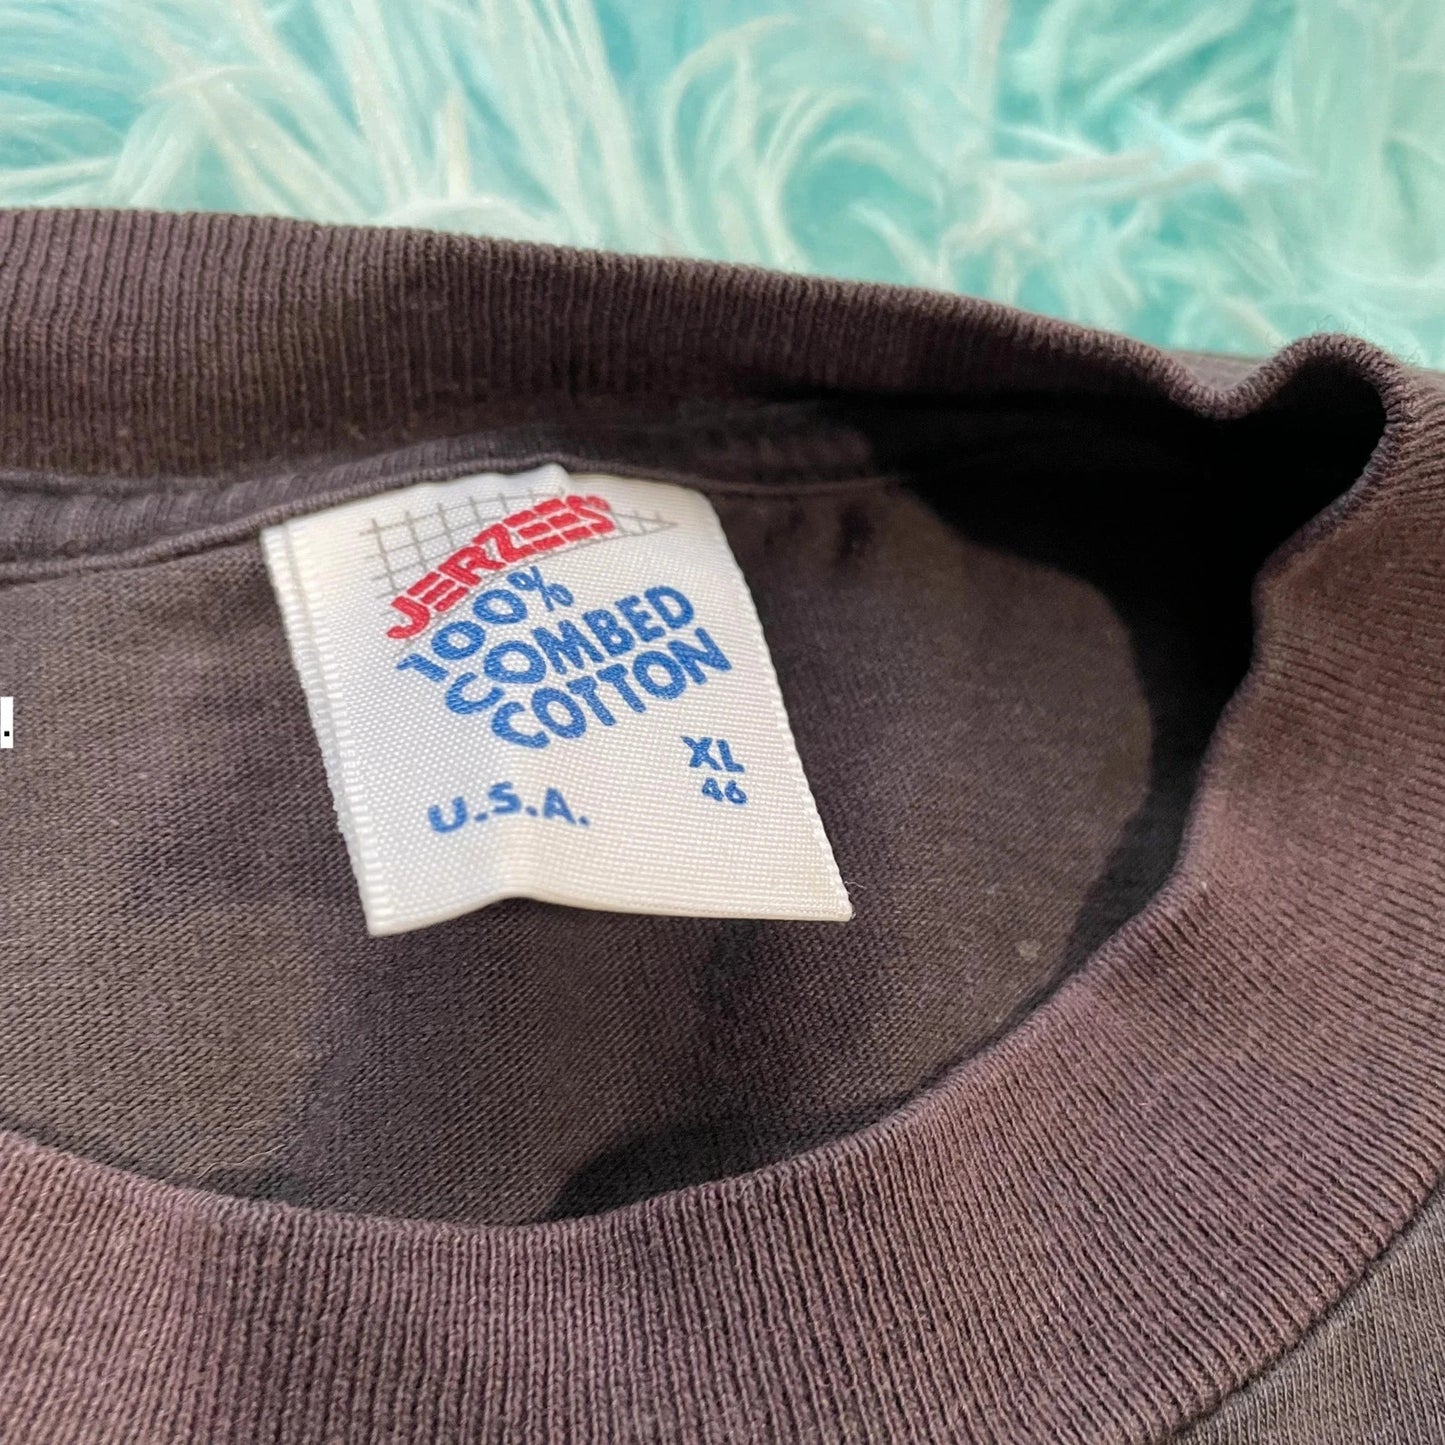 JERZEES®
100%
COMBED
COTTON
XL
46
U.S.A.
.